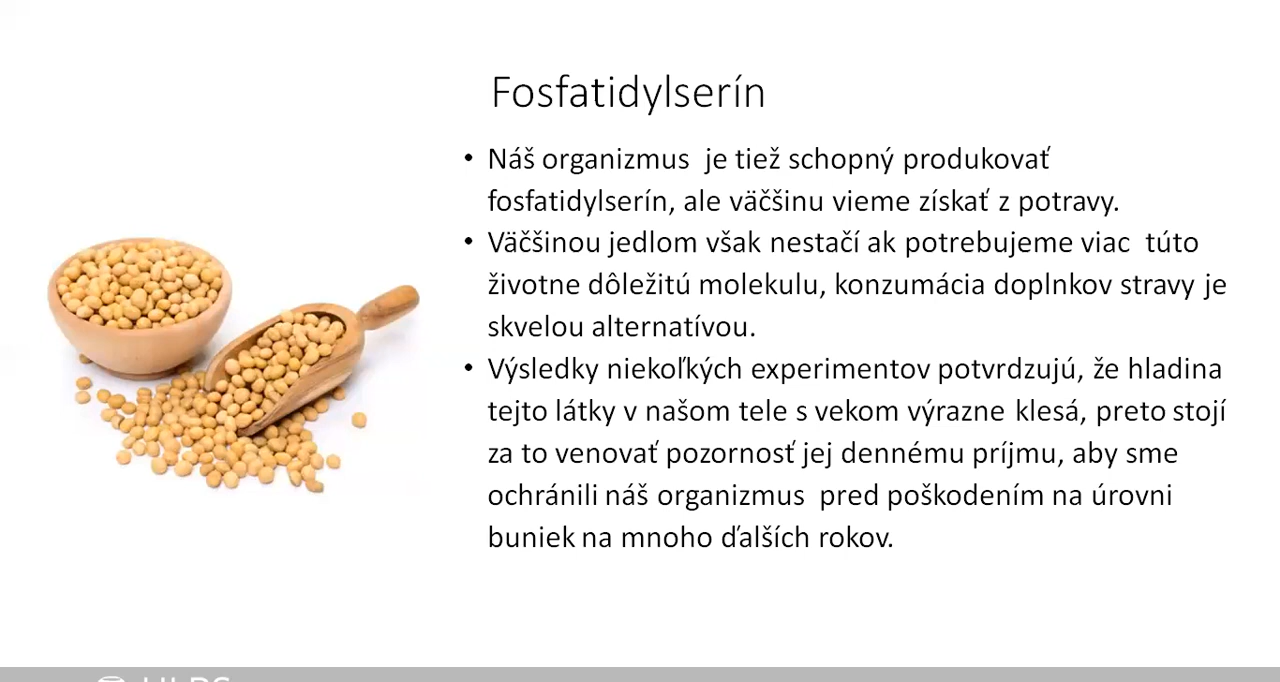 Fosfatidylserín
• Náš organizmus  je tiež schopný produkovať
fosfatidylserín, ale väčšinu vieme získať z potravy.
• Väčšinou jedlom však nestačí ak potrebujeme viac  túto
životne dôležitú molekulu, konzumácia doplnkov stravy je
skvelou alternatívou.
• Výsledky niekoľkých experimentov potvrdzujú, že hladina
tejto látky v našom tele s vekom výrazne klesá, preto stojí
za to venovať pozornosť jej dennému príjmu, aby sme
ochránili náš organizmus  pred poškodením na úrovni
buniek na mnoho ďalších rokov.